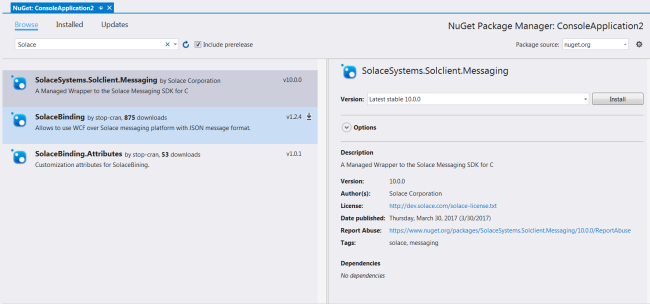 NuGet: ConsoleApplication2
Browse Installed Updates
NuGet Package Manager: ConsoleApplication2
Solace
Include prerelease
Package source: nuget.org
SolaceSystems.Solclient.Messaging by Solace Corporation v10.0.0
A Managed Wrapper to the Solace Messaging SDK for C
SolaceBinding by stop-cran, 875 downloads v1.2.4
Allows to use WCF over Solace messaging platform with JSON message format.
SolaceBinding.Attributes by stop-cran, 53 downloads v1.0.1
Customization attributes for SolaceBining.
SolaceSystems.Solclient.Messaging
Version: Latest stable 10.0.0 Install
Options
Description
A Managed Wrapper to the Solace Messaging SDK for C
Version: 10.0.0
Author(s): Solace Corporation
License: http://dev.solace.com/solace-license.txt
Date published: Thursday, March 30, 2017 (3/30/2017)
Report Abuse: https://www.nuget.org/packages/SolaceSystems.Solclient.Messaging/10.0.0/ReportAbuse
Tags: solace, messaging
Dependencies
No dependencies